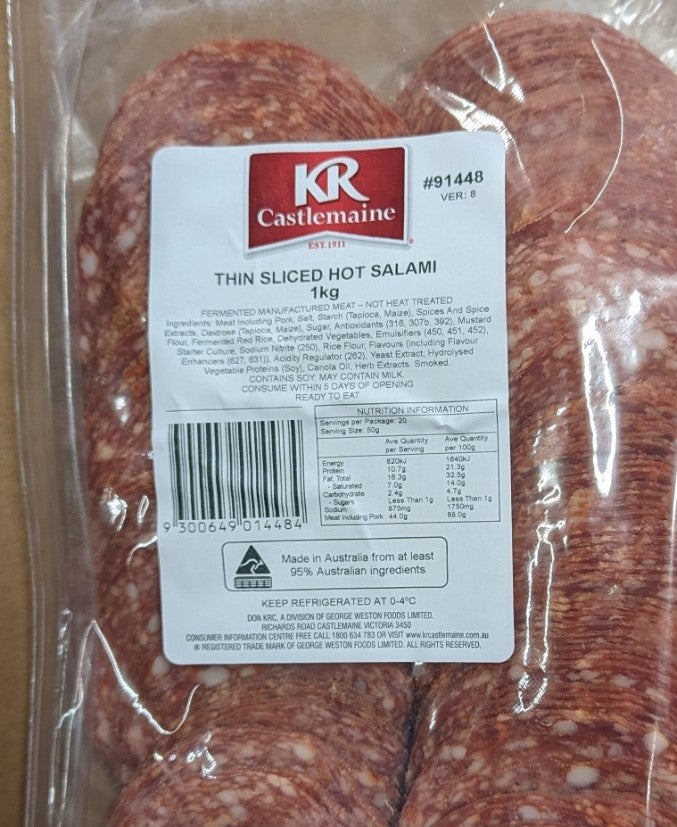 KR
Castlemaine
EST. 1911
#91448
VER: 8
THIN SLICED HOT SALAMI
1kg
FERMENTED MANUFACTURED MEAT – NOT HEAT TREATED
Ingredients: Meat Including Pork, Salt, Starch (Tapioca, Maize), Spices And Spice
Extracts, Dextrose (Tapioca, Maize), Sugar, Antioxidants (316, 307b, 392), Mustard
Flour, Fermented Red Rice, Dehydrated Vegetables, Emulsifiers (450, 451, 452),
Starter Culture, Sodium Nitrite (250), Rice Flour, Flavours (Including Flavour
Enhancers (627, 631)), Acidity Regulator (262), Yeast Extract, Hydrolysed
Vegetable Proteins (Soy), Canola Oil, Herb Extracts. Smoked
CONTAINS SOY. MAY CONTAIN MILK.
CONSUME WITHIN 5 DAYS OF OPENING
READY TO EAT
NUTRITION INFORMATION
Servings per Package: 20
Serving Size: 50g
Ave Quantity per Serving Ave Quantity per 100g
Energy 820kJ 1640kJ
Protein 10.7g 21.3g
Fat, Total 16.3g 32.5g
- Saturated 7.0g 14.0g
Carbohydrate 2.4g 4.7g
- Sugars Less Than 1g Less Than 1g
Sodium 875mg 1750mg
Meat including Pork 44.0g 88.0g
9 300649 014484
Made in Australia from at least
95% Australian ingredients
KEEP REFRIGERATED AT 0-4°C
DON KRC, A DIVISION OF GEORGE WESTON FOODS LIMITED.
RICHARDS ROAD CASTLEMAINE VICTORIA 3450
CONSUMER INFORMATION CENTRE FREE CALL 1800 634 783 OR VISIT www.krcastlemaine.com.au
® REGISTERED TRADE MARK OF GEORGE WESTON FOODS LIMITED. ALL RIGHTS RESERVED.